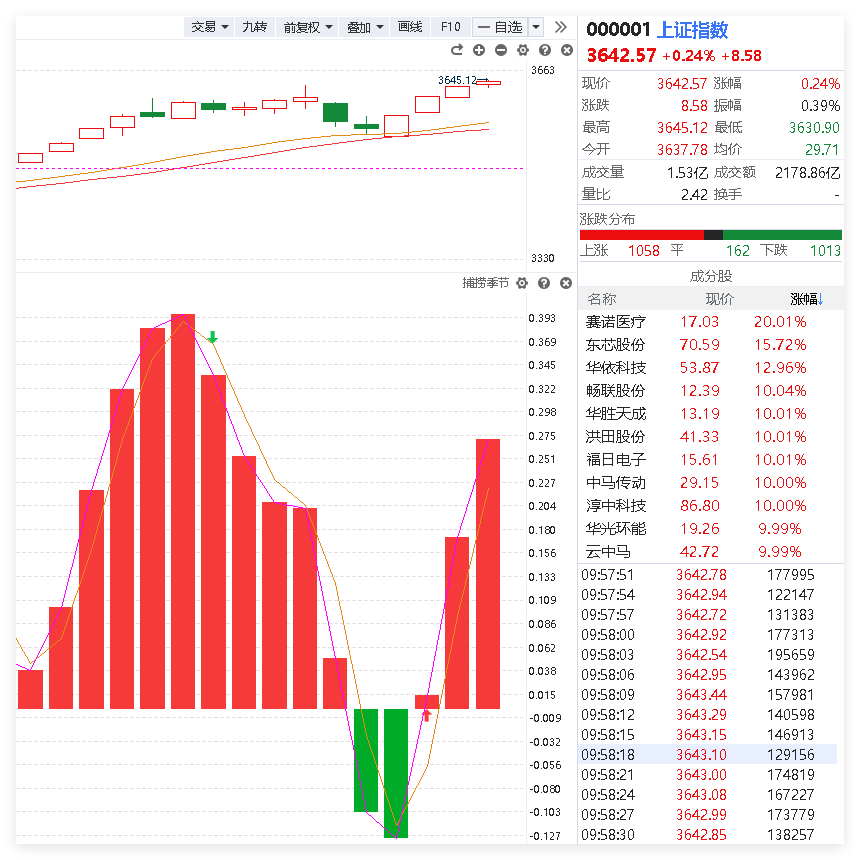 交易 九转 前复权 叠加 画线 F10 一自选
3663
3645.12
3330
捕捞季节
0.393
0.369
0.345
0.322
0.298
0.275
0.251
0.227
0.204
0.180
0.156
0.133
0.109
0.086
0.062
0.038
0.015
-0.009
-0.032
-0.056
-0.080
-0.103
-0.127
000001 上证指数
3642.57 +0.24% +8.58
现价 3642.57 涨幅 0.24%
涨跌 8.58 振幅 0.39%
最高 3645.12 最低 3630.90
今开 3637.78 均价 29.71
成交量 1.53亿 成交额 2178.86亿
量比 2.42 换手 -
涨跌分布
上涨 1058 平 162 下跌 1013
成分股
名称 现价 涨幅↓
赛诺医疗 17.03 20.01%
东芯股份 70.59 15.72%
华依科技 53.87 12.96%
畅联股份 12.39 10.04%
华胜天成 13.19 10.01%
洪田股份 41.33 10.01%
福日电子 15.61 10.01%
中马传动 29.15 10.00%
淳中科技 86.80 10.00%
华光环能 19.26 9.99%
云中马 42.72 9.99%
09:57:51 3642.78 177995
09:57:54 3642.94 122147
09:57:57 3642.72 131383
09:58:00 3642.92 177313
09:58:03 3642.54 195659
09:58:06 3642.95 143962
09:58:09 3643.44 157981
09:58:12 3643.29 140598
09:58:15 3643.15 146913
09:58:18 3643.10 129156
09:58:21 3643.00 174819
09:58:24 3643.08 167227
09:58:27 3642.99 173779
09:58:30 3642.85 138257